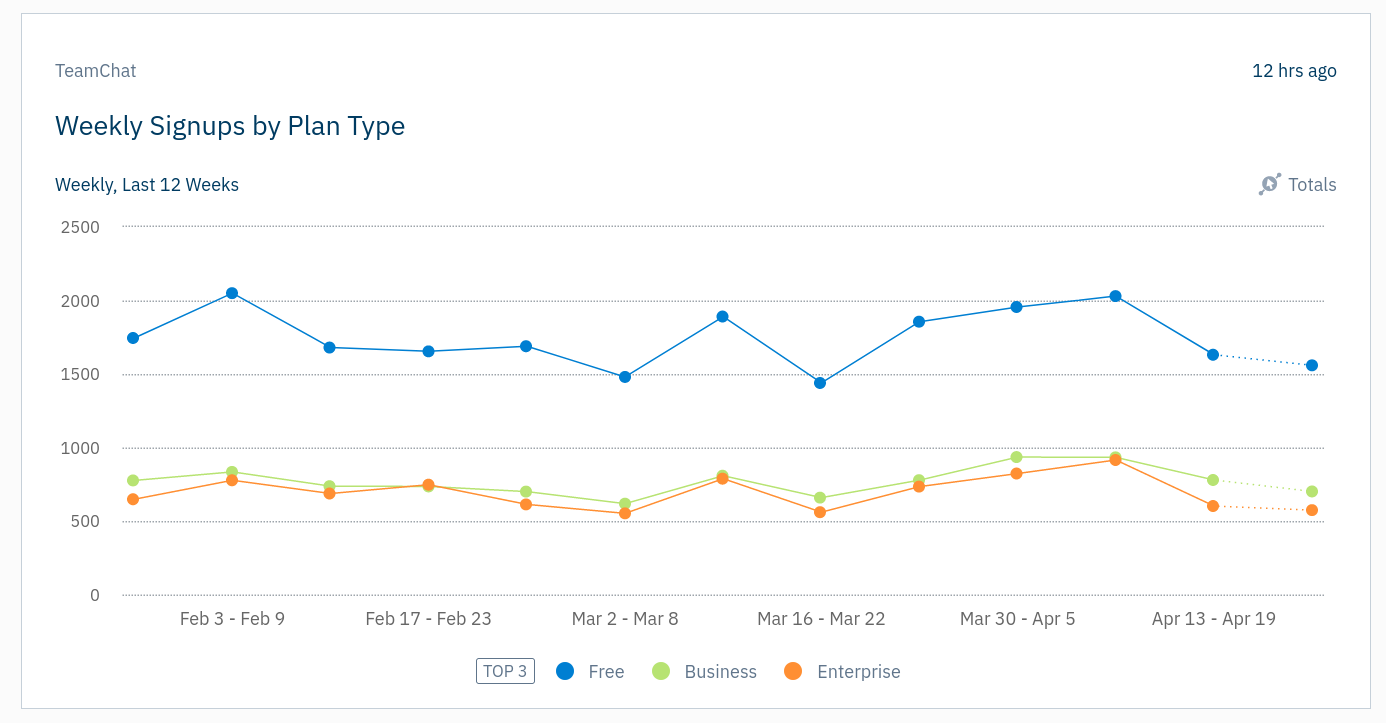 TeamChat
12 hrs ago
Weekly Signups by Plan Type
Weekly, Last 12 Weeks
Totals
2500
2000
1500
1000
500
0
Feb 3 - Feb 9
Feb 17 - Feb 23
Mar 2 - Mar 8
Mar 16 - Mar 22
Mar 30 - Apr 5
Apr 13 - Apr 19
TOP 3
Free
Business
Enterprise